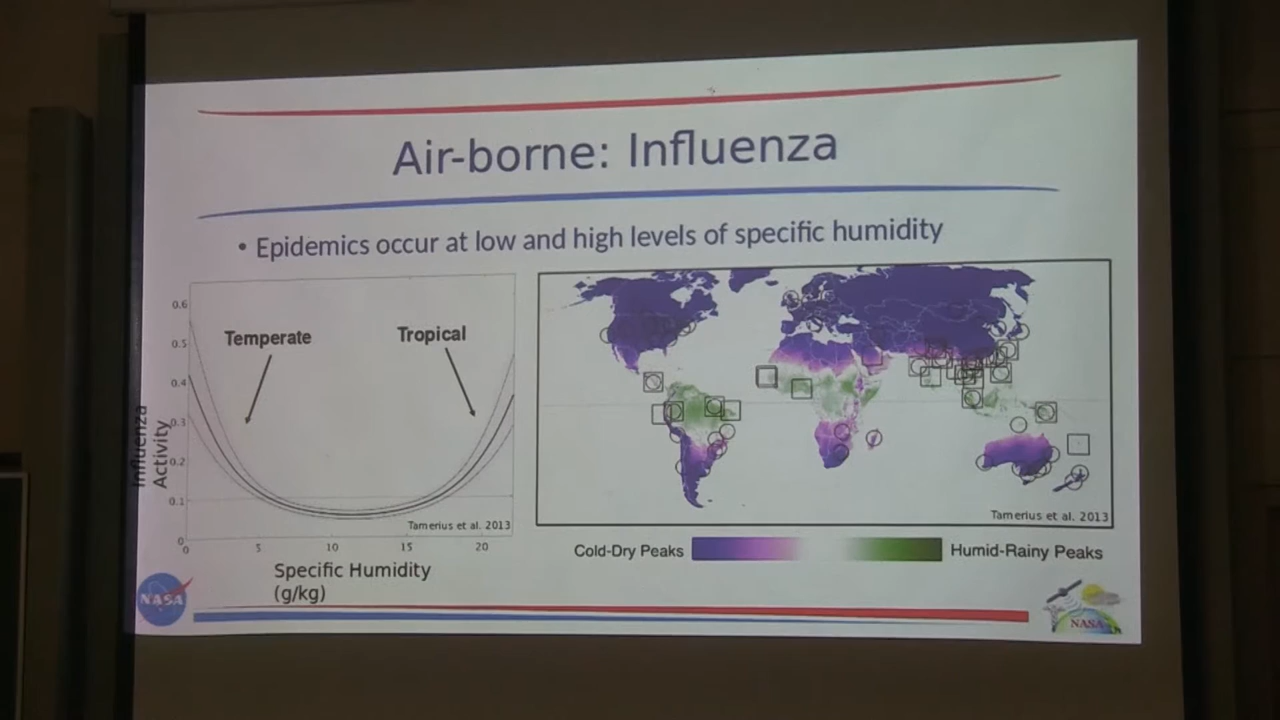 Air-borne: Influenza
• Epidemics occur at low and high levels of specific humidity
Temperate
Tropical
0.6
0.5
0.4
0.3
0.2
0.1
0
Influenza
Activity
0
5
10
15
20
Tamerius et al. 2013
Specific Humidity
(g/kg)
Tamerius et al. 2013
Cold-Dry Peaks
Humid-Rainy Peaks
NASA
NASA